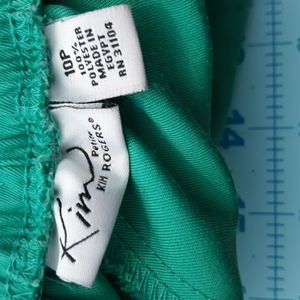 10P
100%
POLYESTER
MADE IN
EGYPT
RN 31104
Kim
Petite
KIM ROGERS®
14